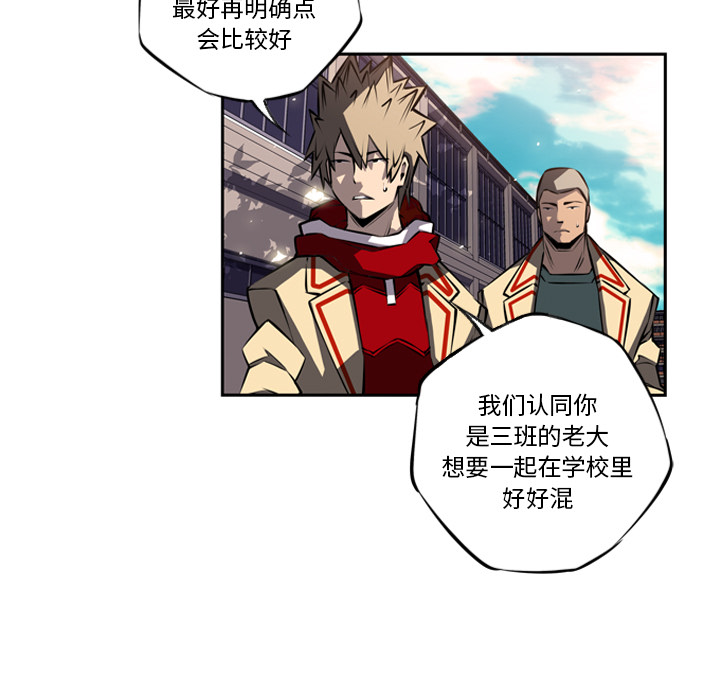 最好再明确点
会比较好
我们认同你
是三班的老大
想要一起在学校里
好好混